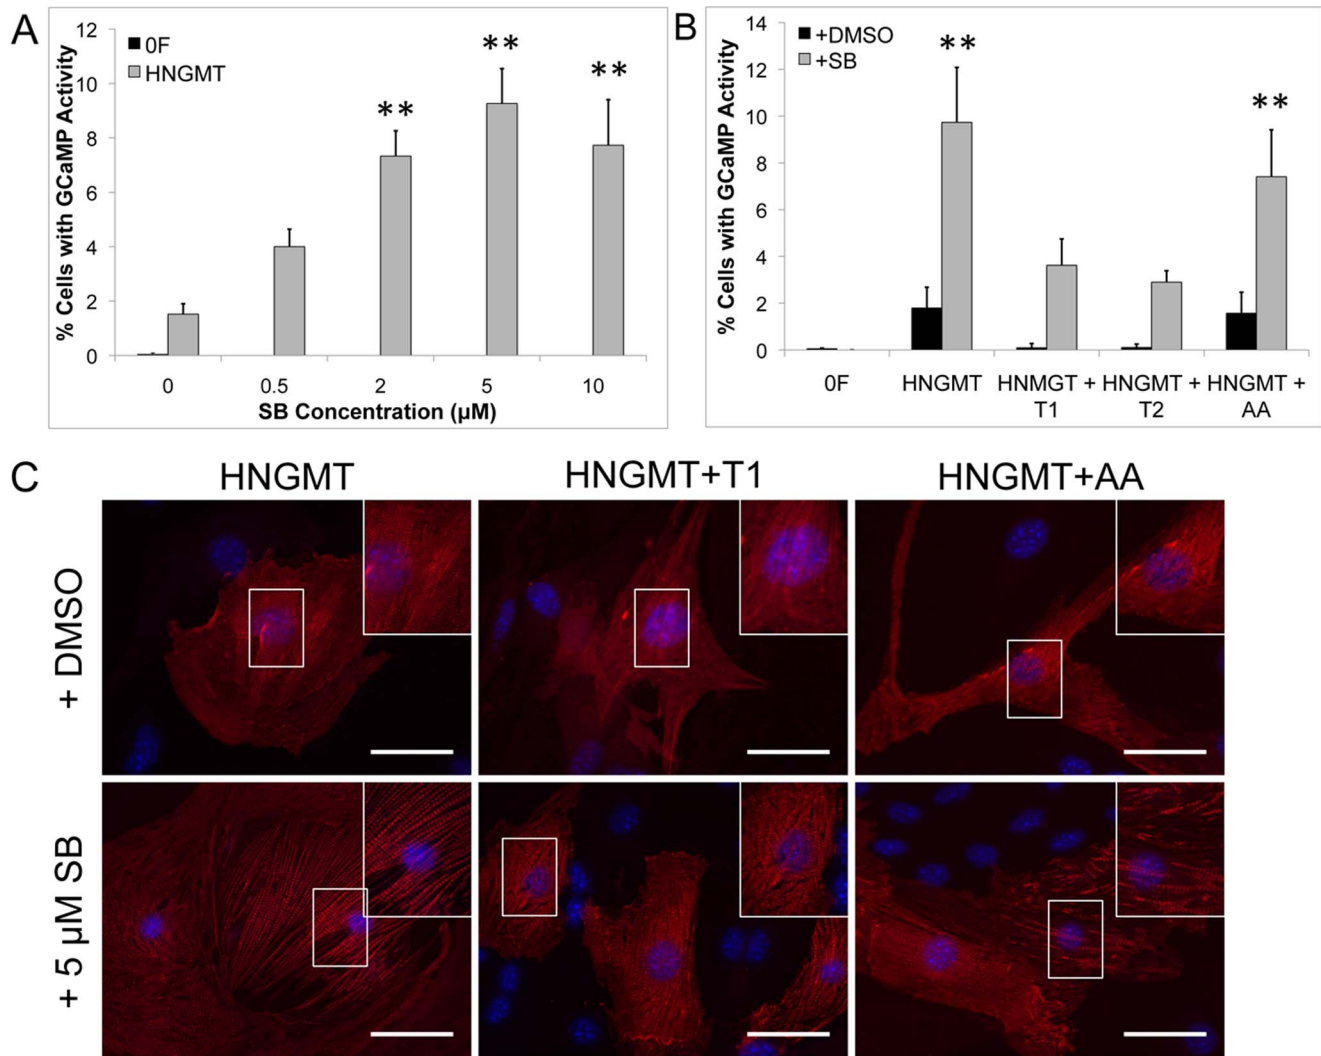 A
% Cells with GCaMP Activity
12
10
8
6
4
2
0
0F
HNGMT
**
**
**
0
0.5
2
5
10
SB Concentration (µM)
B
% Cells with GCaMP Activity
14
12
10
8
6
4
2
0
+DMSO
+SB
**
**
0F
HNGMT
HNMGT +
T1
HNGMT +
T2
HNGMT +
AA
C
HNGMT
HNGMT+T1
HNGMT+AA
+ DMSO
+ 5 µM SB